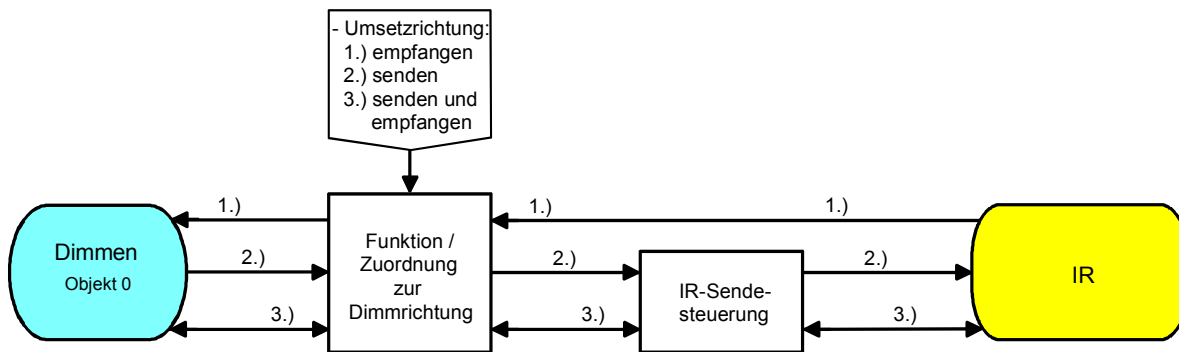 - Umsetzrichtung:
1.) empfangen
2.) senden
3.) senden und
empfangen
1.)
1.)
1.)
Dimmen
Objekt 0
2.)
Funktion /
Zuordnung
zur
Dimmrichtung
2.)
IR-Sende-
steuerung
2.)
IR
3.)
3.)
3.)